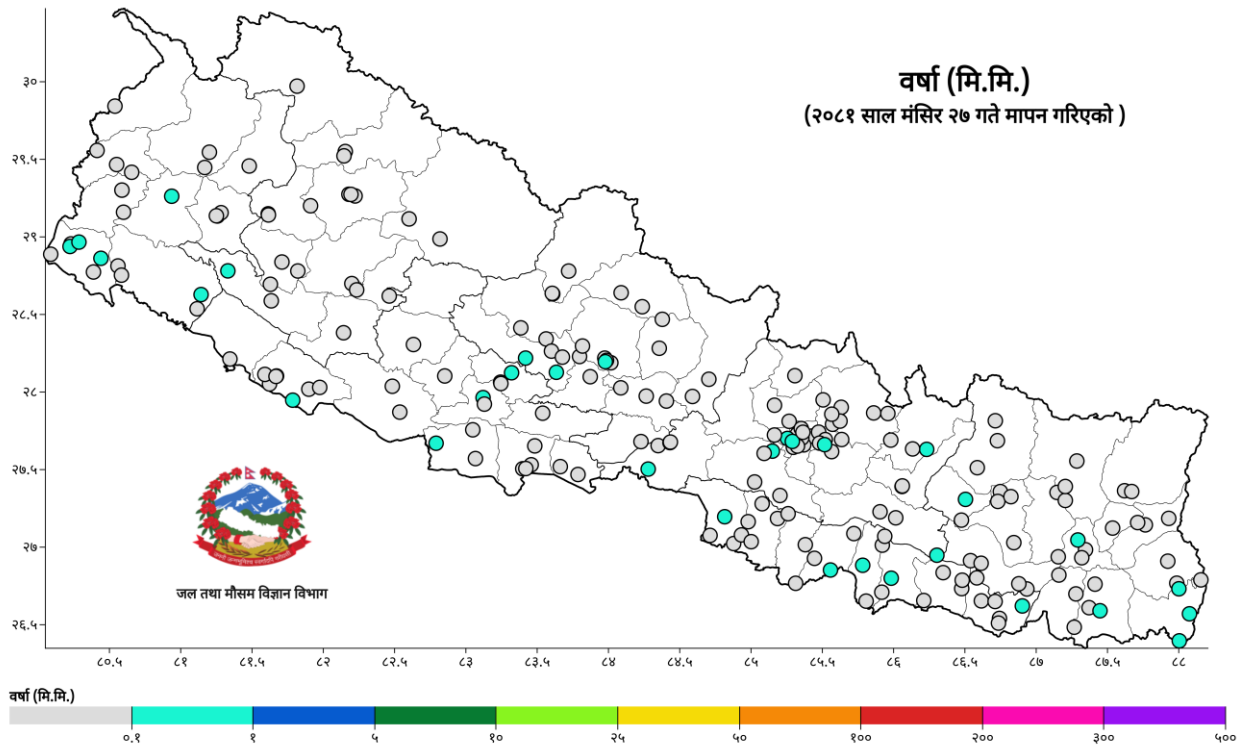 वर्षा (मि.मि.)
(२०८१ साल मंसिर २७ गते मापन गरिएको )
३०
२९.५
२९
२८.५
२८
२७.५
२७
२६.५
जल तथा मौसम विज्ञान विभाग
८०.५ ८१ ८१.५ ८२ ८२.५ ८३ ८३.५ ८४ ८४.५ ८५ ८५.५ ८६ ८६.५ ८७ ८७.५ ८८
वर्षा (मि.मि.)
०.१ १ ५ १० २५ ५० १०० २०० ३०० ५००